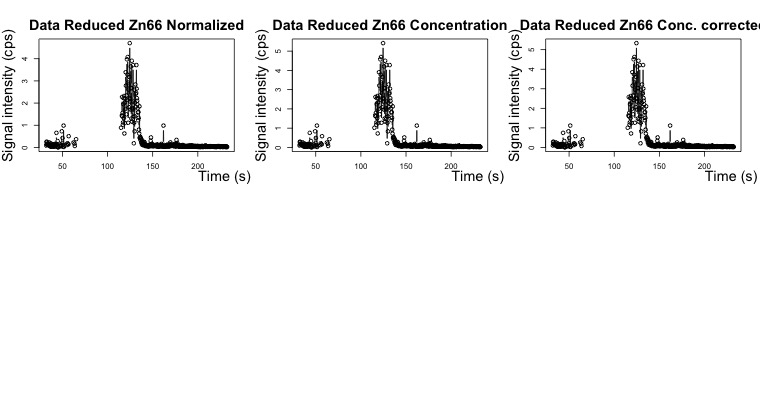 Data Reduced Zn66 Normalized
Signal intensity (cps)
0 1 2 3 4
50 100 150 200
Time (s)
Data Reduced Zn66 Concentration
Signal intensity (cps)
0 1 2 3 4 5
50 100 150 200
Time (s)
Data Reduced Zn66 Conc. corrected
Signal intensity (cps)
0 1 2 3 4 5
50 100 150 200
Time (s)